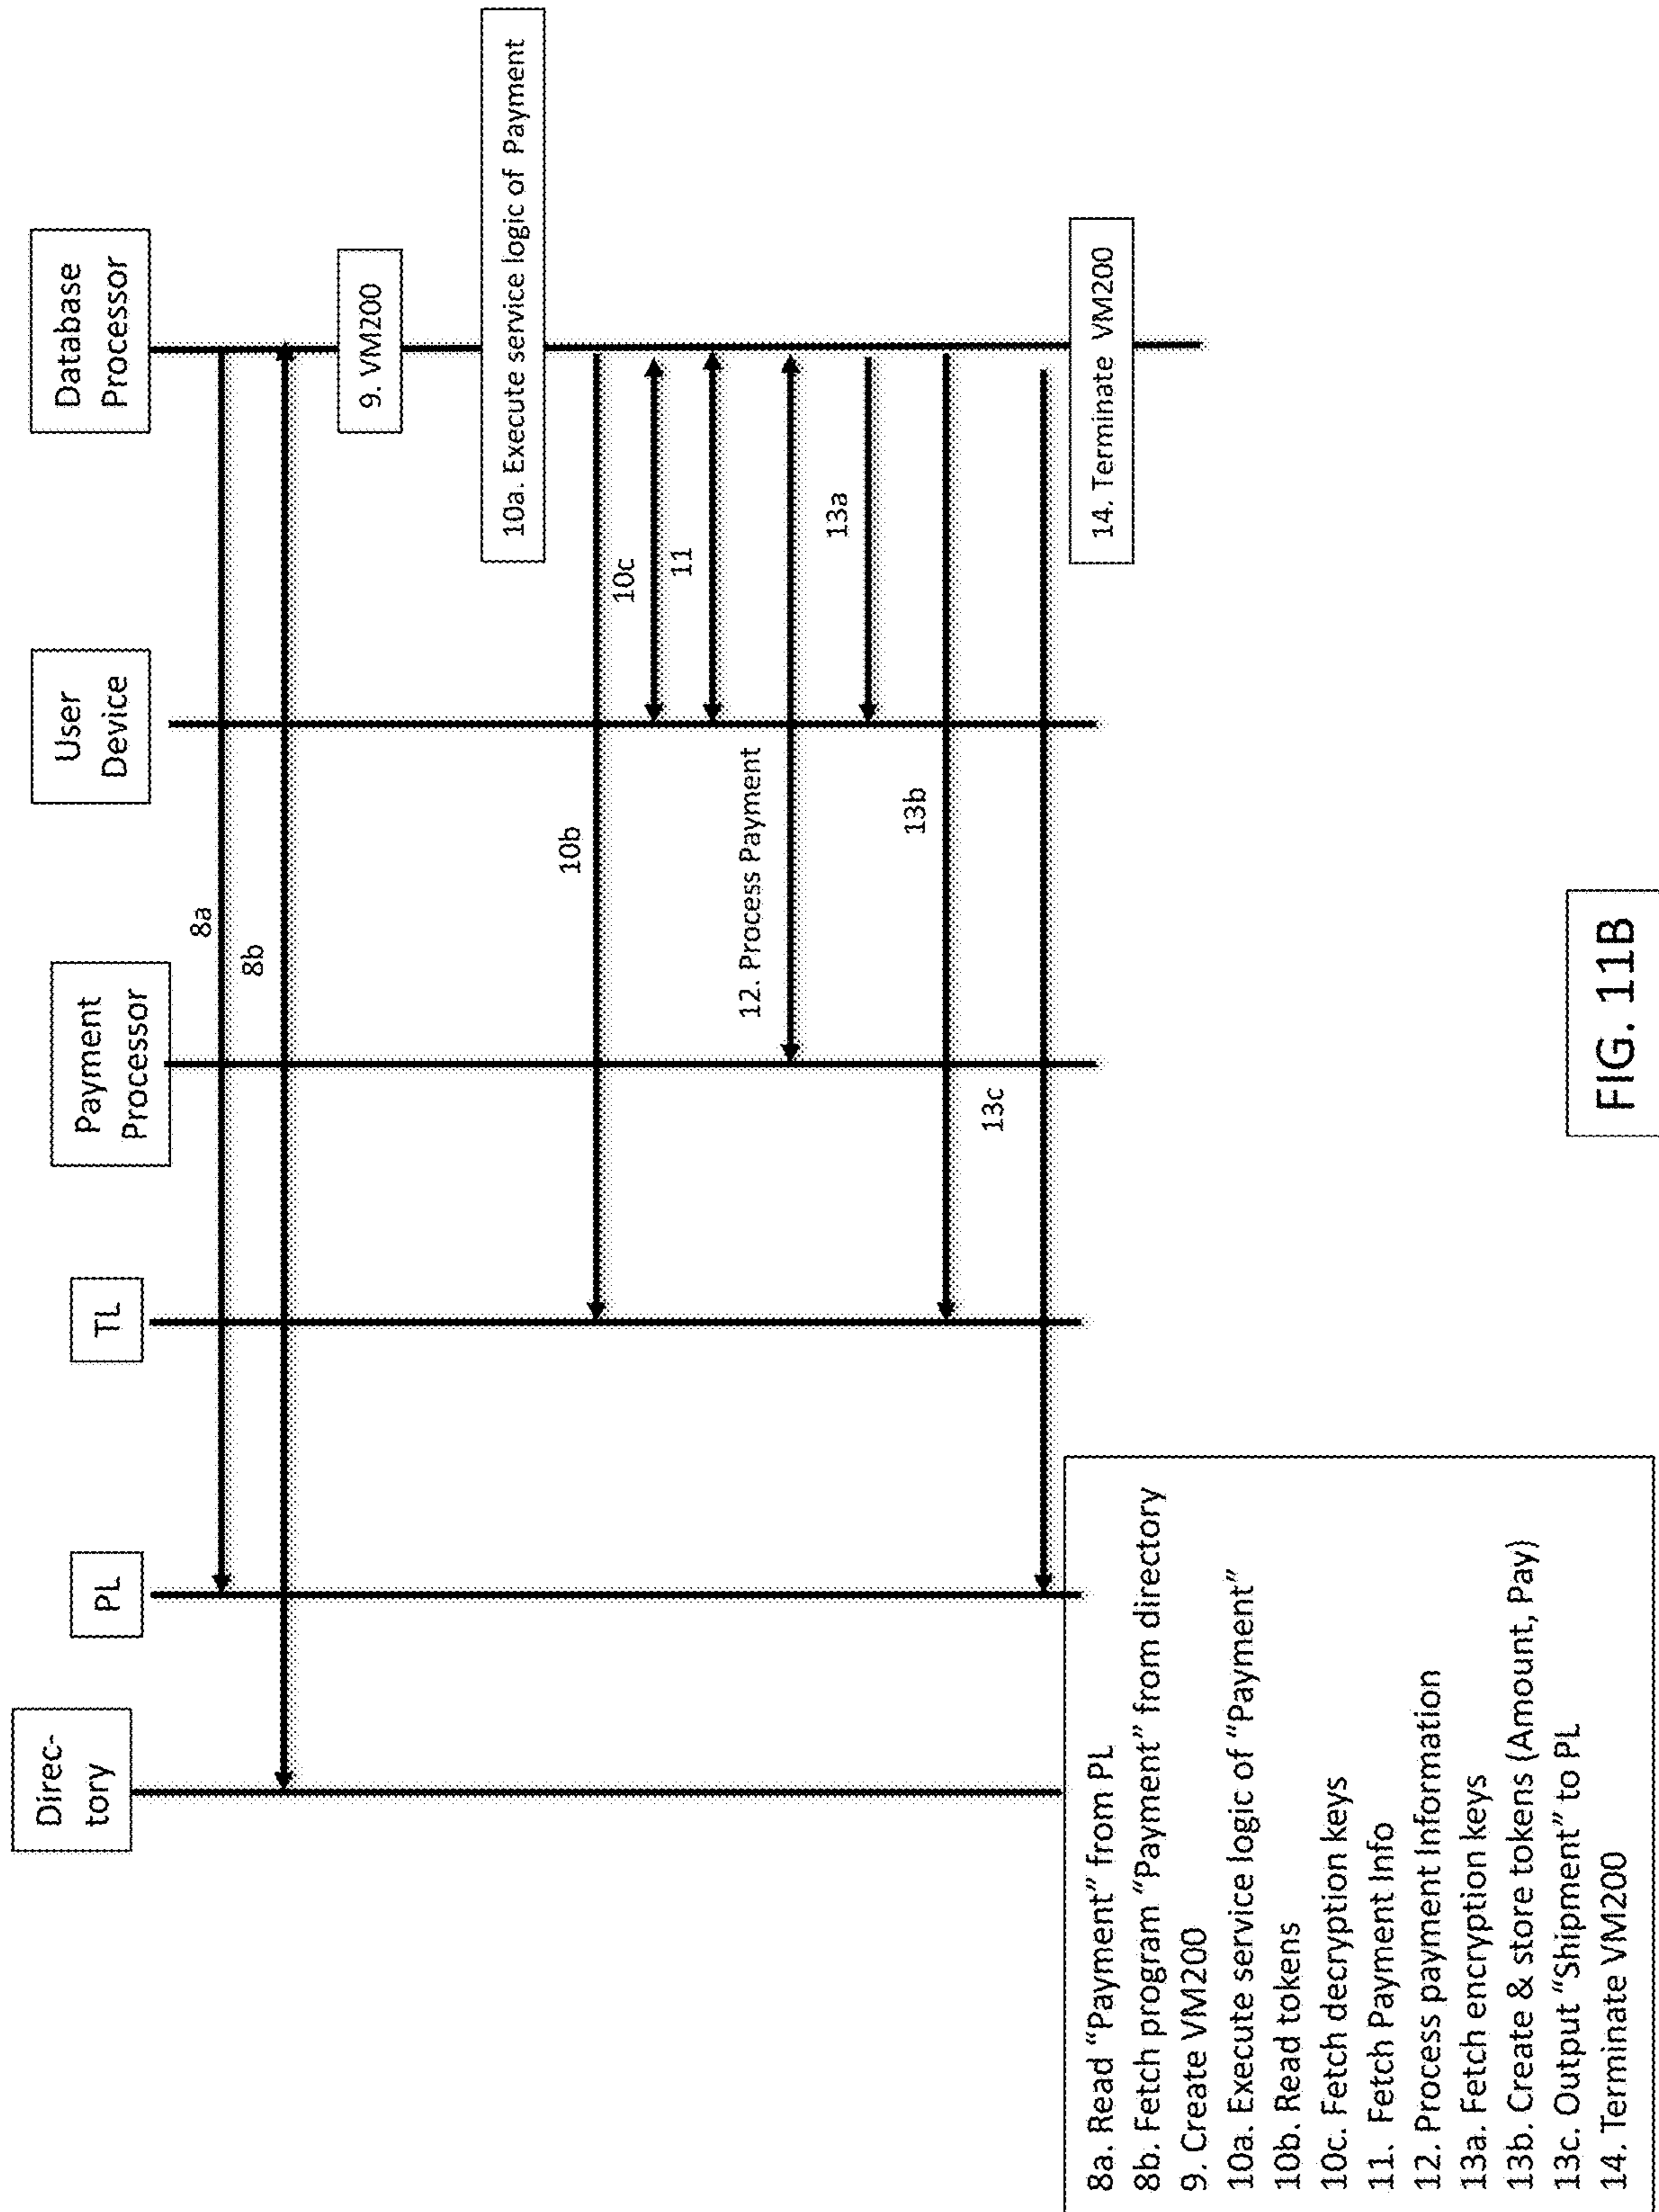 Direc-
tory
PL
TL
Payment
Processor
User
Device
Database
Processor
8a
8b
9. VM200
10a. Execute service logic of Payment
10b
10c
11
12. Process Payment
13a
13b
13c
14. Terminate VM200
8a. Read “Payment” from PL
8b. Fetch program “Payment” from directory
9. Create VM200
10a. Execute service logic of “Payment”
10b. Read tokens
10c. Fetch decryption keys
11. Fetch Payment Info
12. Process payment Information
13a. Fetch encryption keys
13b. Create & store tokens (Amount, Pay)
13c. Output “Shipment” to PL
14. Terminate VM200
FIG. 11B